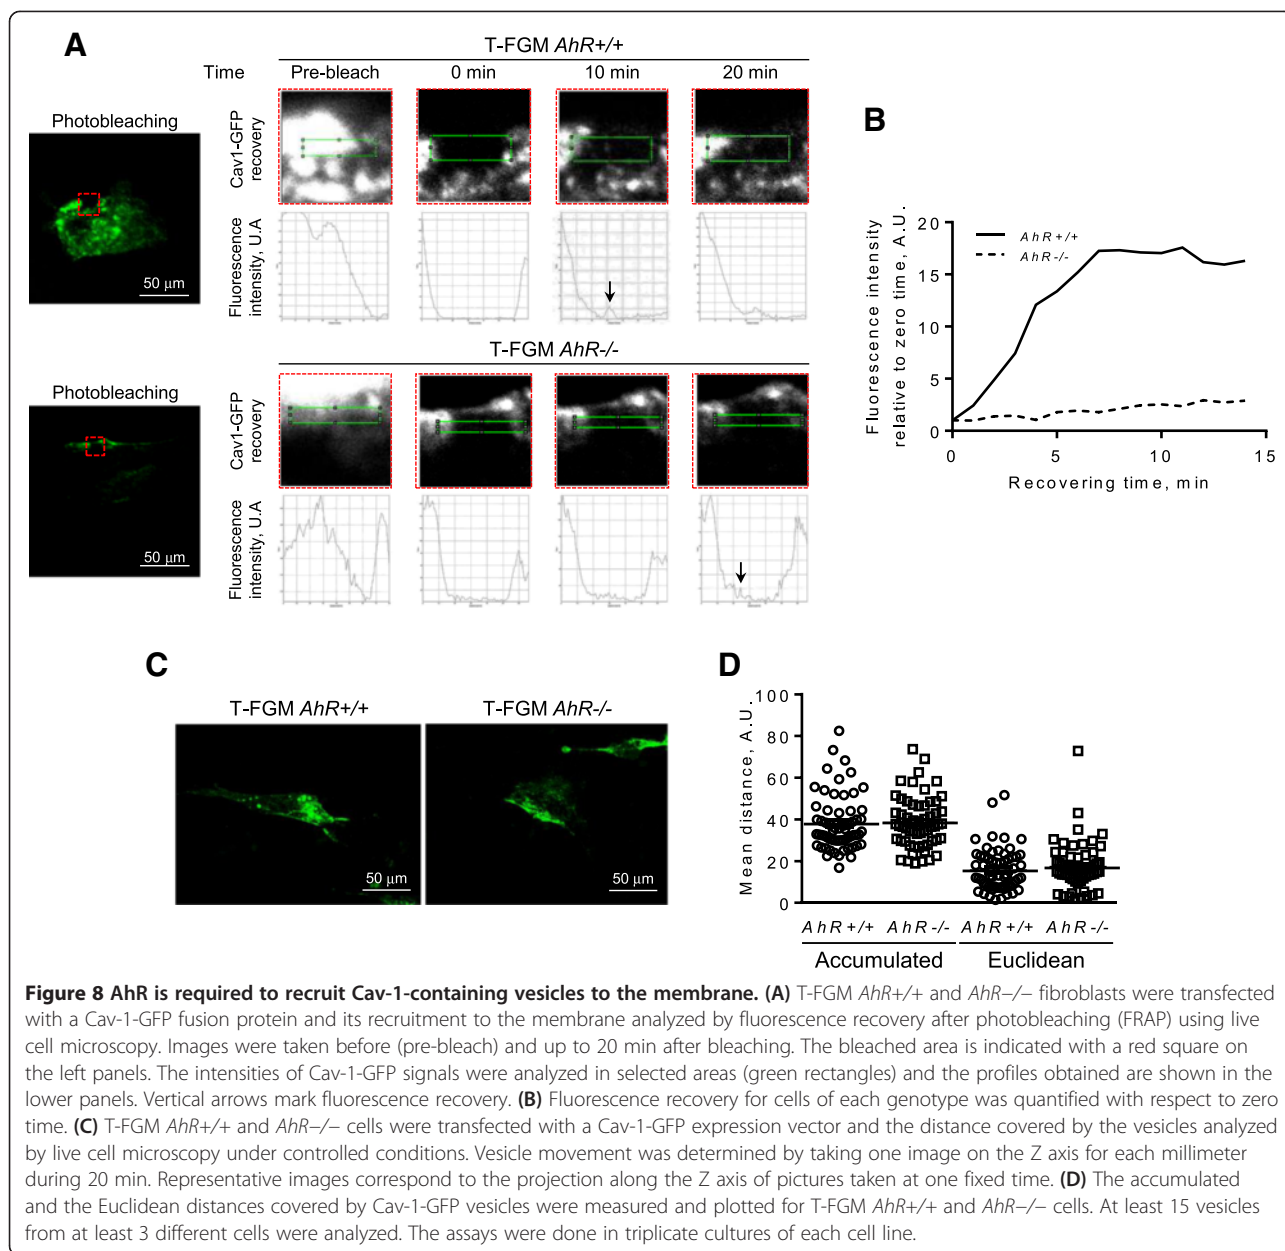 A
T-FGM AhR+/+
Time Pre-bleach 0 min 10 min 20 min
Photobleaching
50 μm
Cav1-GFP
recovery
Fluorescence
intensity, U.A
T-FGM AhR-/-
Photobleaching
50 μm
Cav1-GFP
recovery
Fluorescence
intensity, U.A
B
Fluorescence intensity
relative to zero time, A.U.
20
15
10
5
0
AhR+/+
AhR-/-
0 5 10 15
Recovering time, min
C
T-FGM AhR+/+ T-FGM AhR-/-
50 μm 50 μm
D
Mean distance, A.U.
100
80
60
40
20
0
AhR+/+ AhR-/- AhR+/+ AhR-/-
Accumulated Euclidean
Figure 8 AhR is required to recruit Cav-1-containing vesicles to the membrane. (A) T-FGM AhR+/+ and AhR−/− fibroblasts were transfected
with a Cav-1-GFP fusion protein and its recruitment to the membrane analyzed by fluorescence recovery after photobleaching (FRAP) using live
cell microscopy. Images were taken before (pre-bleach) and up to 20 min after bleaching. The bleached area is indicated with a red square on
the left panels. The intensities of Cav-1-GFP signals were analyzed in selected areas (green rectangles) and the profiles obtained are shown in the
lower panels. Vertical arrows mark fluorescence recovery. (B) Fluorescence recovery for cells of each genotype was quantified with respect to zero
time. (C) T-FGM AhR+/+ and AhR−/− cells were transfected with a Cav-1-GFP expression vector and the distance covered by the vesicles analyzed
by live cell microscopy under controlled conditions. Vesicle movement was determined by taking one image on the Z axis for each millimeter
during 20 min. Representative images correspond to the projection along the Z axis of pictures taken at one fixed time. (D) The accumulated
and the Euclidean distances covered by Cav-1-GFP vesicles were measured and plotted for T-FGM AhR+/+ and AhR−/− cells. At least 15 vesicles
from at least 3 different cells were analyzed. The assays were done in triplicate cultures of each cell line.